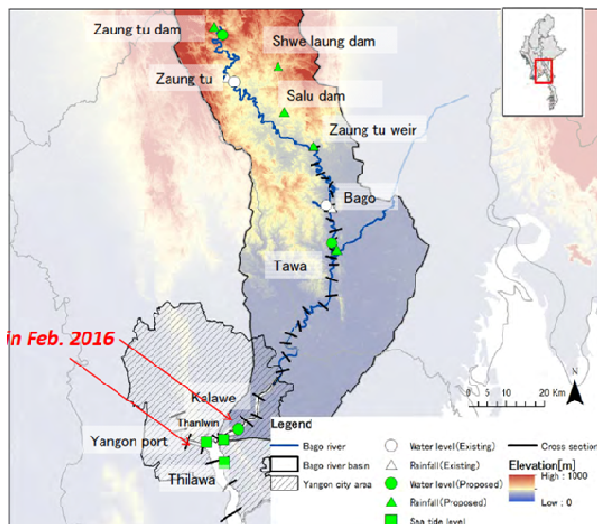 Zaung tu dam
Shwe laung dam
Zaung tu
Salu dam
Zaung tu weir
Bago
Tawa
in Feb. 2016
Kalawe
Thanlwin
Yangon port
Thilawa
0 5 10 20 Km
N
Legend
Bago river
Bago river basin
Yangon city area
Water level(Existing)
Rainfall(Existing)
Water level(Proposed)
Rainfall(Proposed)
Sea tide level
Cross section
Elevation[m]
High : 1000
Low : 0